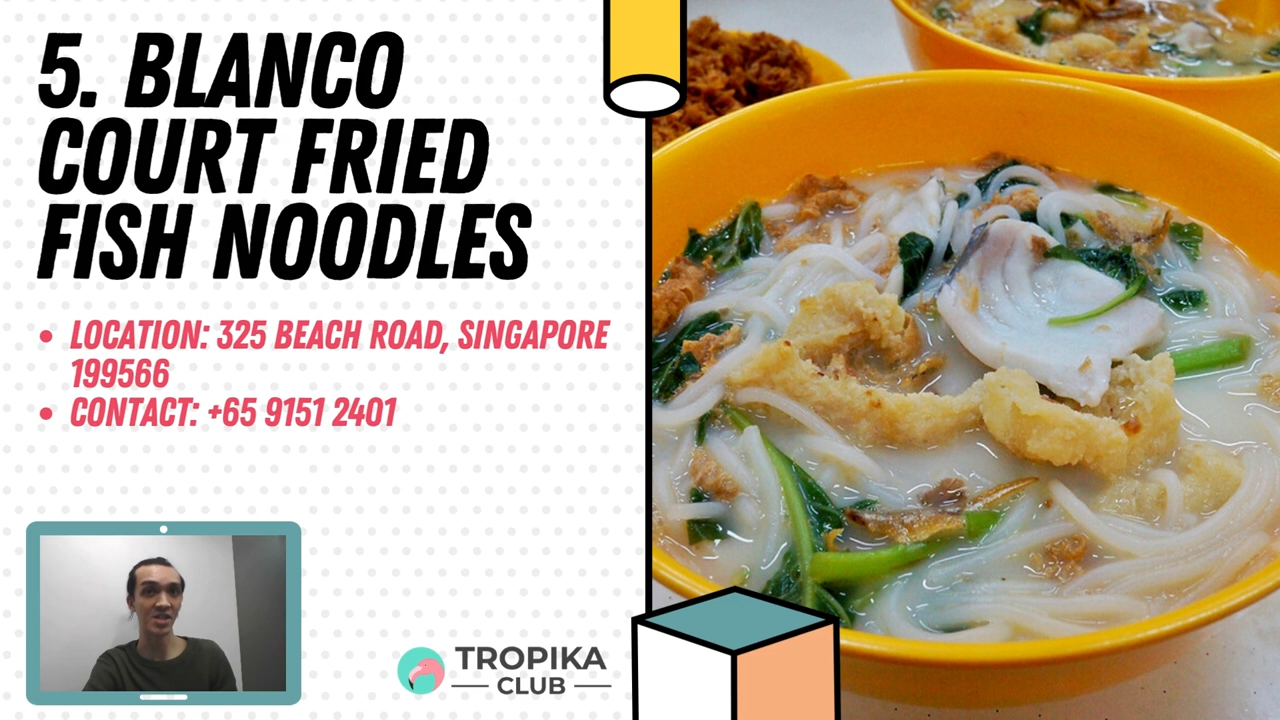 5. BLANCO
COURT FRIED
FISH NOODLES
• LOCATION: 325 BEACH ROAD, SINGAPORE
199566
• CONTACT: +65 9151 2401
TROPIKA
CLUB